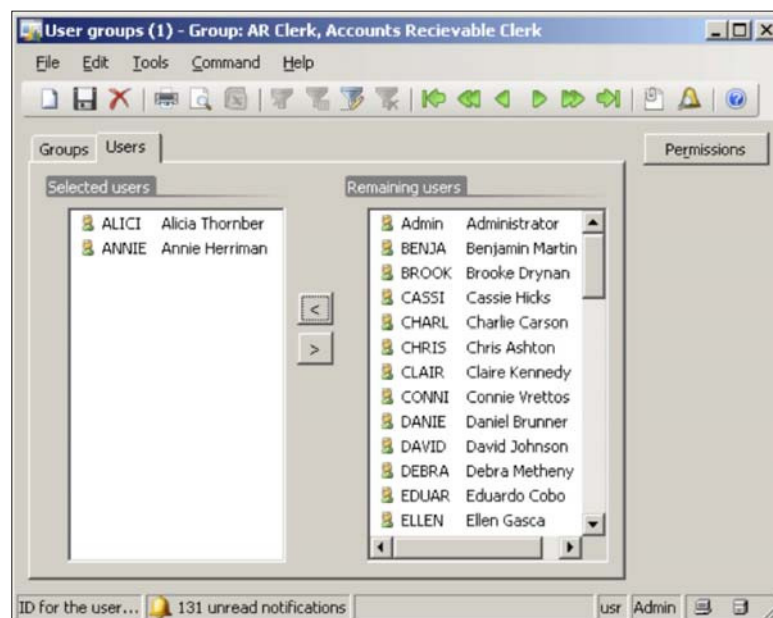 User groups (1) - Group: AR Clerk, Accounts Recievable Clerk
File Edit Tools Command Help
Groups Users
Permissions
Selected users
Remaining users
ALICI Alicia Thornber
ANNIE Annie Herriman
<
>
Admin Administrator
BENJA Benjamin Martin
BROOK Brooke Drynan
CASSI Cassie Hicks
CHARL Charlie Carson
CHRIS Chris Ashton
CLAIR Claire Kennedy
CONNI Connie Vrettos
DANIE Daniel Brunner
DAVID David Johnson
DEBRA Debra Metheny
EDUAR Eduardo Cobo
ELLEN Ellen Gasca
ID for the user... 131 unread notifications usr Admin